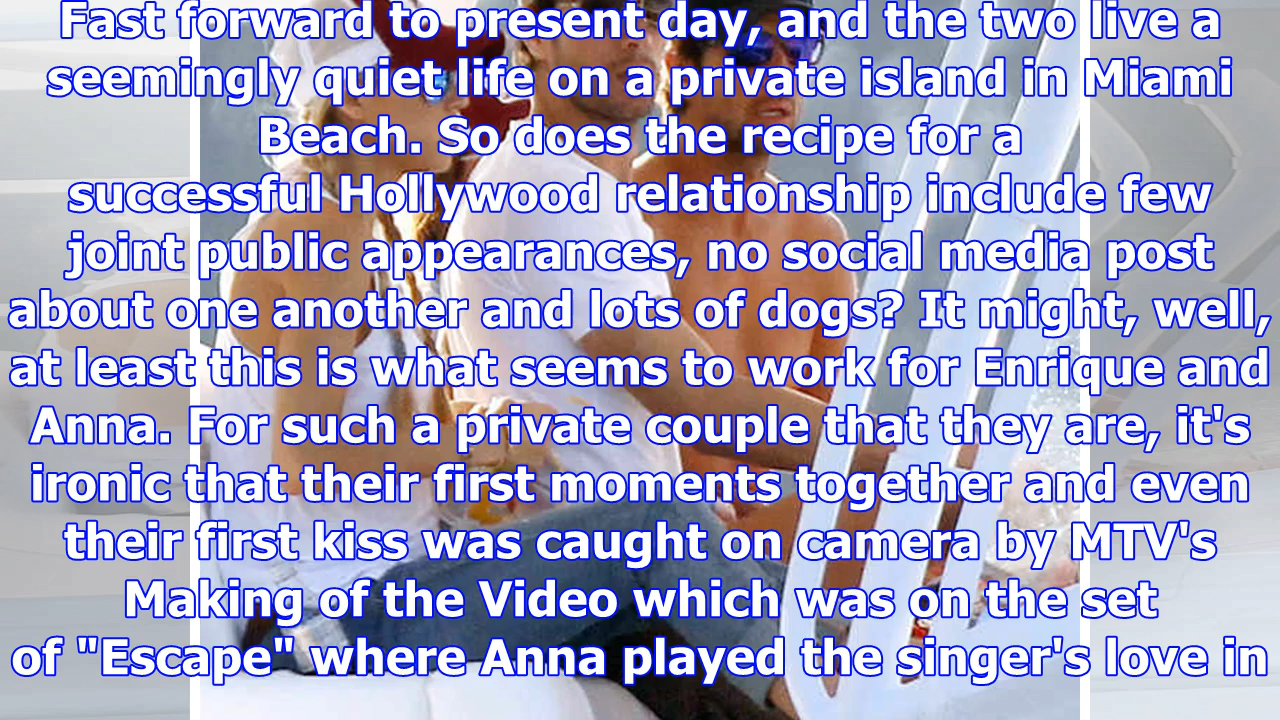 Fast forward to present day, and the two live a
seemingly quiet life on a private island in Miami
Beach. So does the recipe for a
successful Hollywood relationship include few
joint public appearances, no social media post
about one another and lots of dogs? It might, well,
at least this is what seems to work for Enrique and
Anna. For such a private couple that they are, it's
ironic that their first moments together and even
their first kiss was caught on camera by MTV's
Making of the Video which was on the set
of "Escape" where Anna played the singer's love in